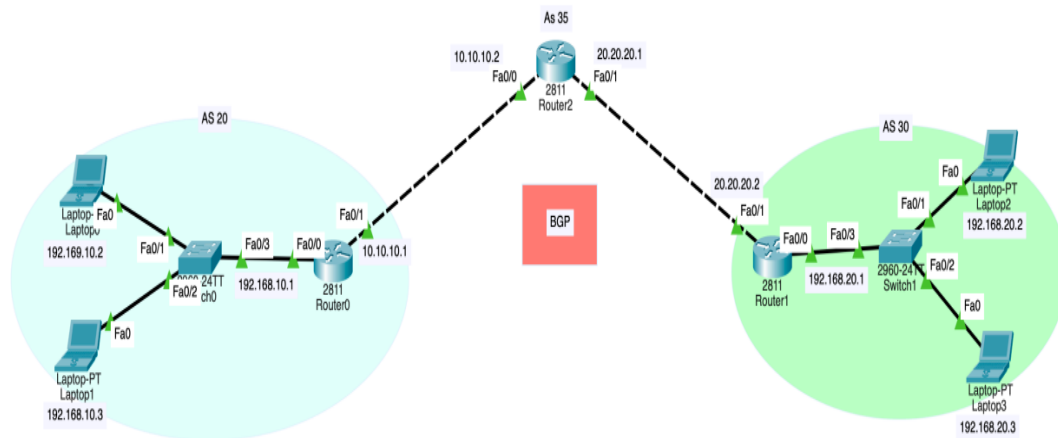 As 35
10.10.10.2
20.20.20.1
Fa0/0
Fa0/1
2811
Router2
AS 20
AS 30
Fa0
Laptop-PT
Laptop2
192.168.20.2
Laptop-
Fa0
192.169.10.2
Fa0/1
Fa0/3
Fa0/0
Fa0/1
10.10.10.1
BGP
20.20.20.2
Fa0/1
Fa0/0
Fa0/3
Fa0/1
-24TT
ch0
Fa0/2
192.168.10.1
2811
Router0
2811
Router1
192.168.20.1
2960-24T
Switch1
Fa0/2
Fa0
Fa0
Laptop-PT
Laptop1
192.168.10.3
Laptop-PT
Laptop3
192.168.20.3